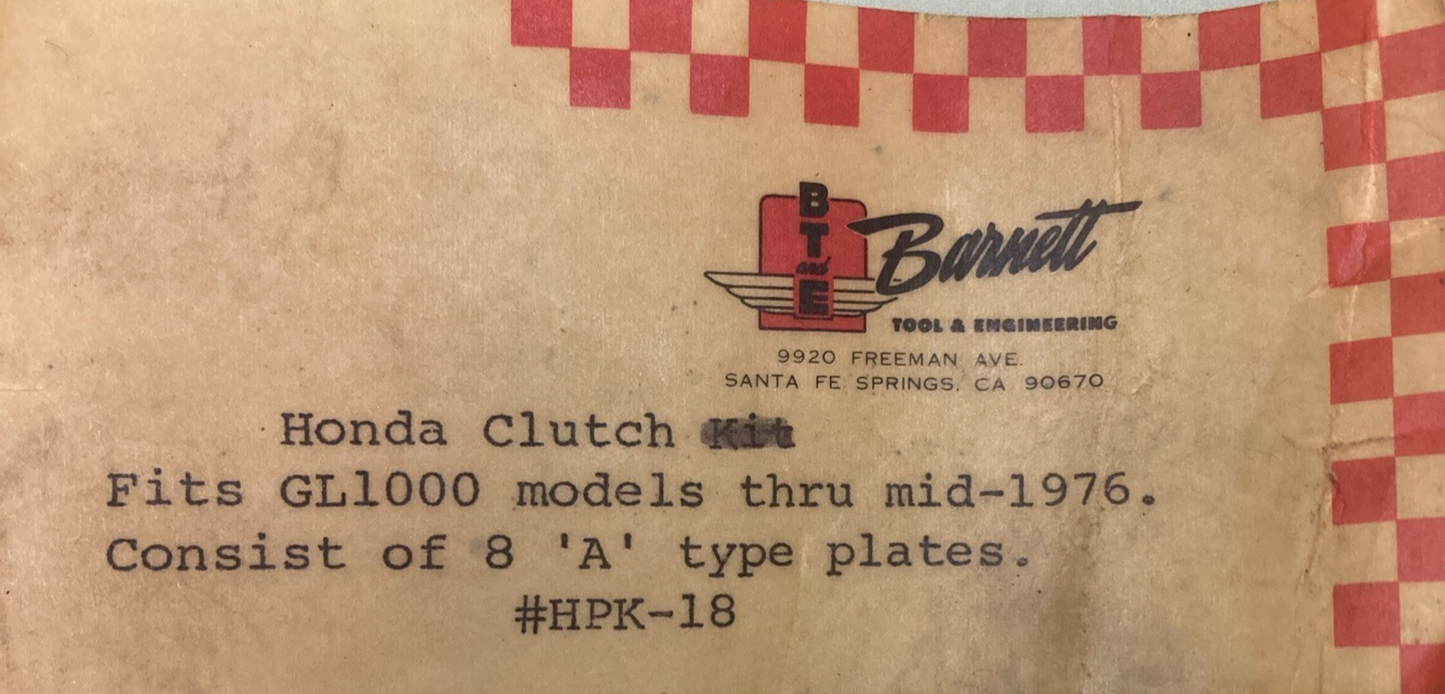 B
T
and
E
Barnett
TOOL & ENGINEERING
9920 FREEMAN AVE.
SANTA FE SPRINGS, CA 90670
Honda Clutch Kit
Fits GL1000 models thru mid-1976.
Consist of 8 'A' type plates.
#HPK-18